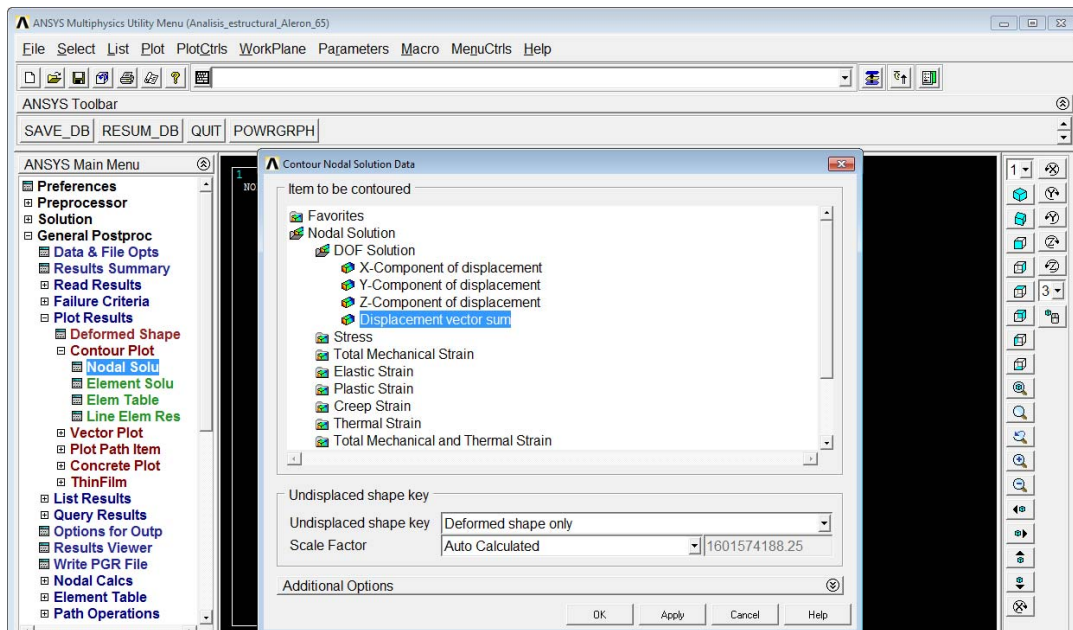 ANSYS Multiphysics Utility Menu (Analisis_estructural_Aleron_65)
File Select List Plot PlotCtrls WorkPlane Parameters Macro MenuCtrls Help
ANSYS Toolbar
SAVE_DB RESUM_DB QUIT POWRGRPH
ANSYS Main Menu
Preferences
Preprocessor
Solution
General Postproc
Data & File Opts
Results Summary
Read Results
Failure Criteria
Plot Results
Deformed Shape
Contour Plot
Nodal Solu
Element Solu
Elem Table
Line Elem Res
Vector Plot
Plot Path Item
Concrete Plot
ThinFilm
List Results
Query Results
Options for Outp
Results Viewer
Write PGR File
Nodal Calcs
Element Table
Path Operations
1
NO
Contour Nodal Solution Data
Item to be contoured
Favorites
Nodal Solution
DOF Solution
X-Component of displacement
Y-Component of displacement
Z-Component of displacement
Displacement vector sum
Stress
Total Mechanical Strain
Elastic Strain
Plastic Strain
Creep Strain
Thermal Strain
Total Mechanical and Thermal Strain
Undisplaced shape key
Undisplaced shape key Deformed shape only
Scale Factor Auto Calculated 1601574188.25
Additional Options
OK Apply Cancel Help
1
3